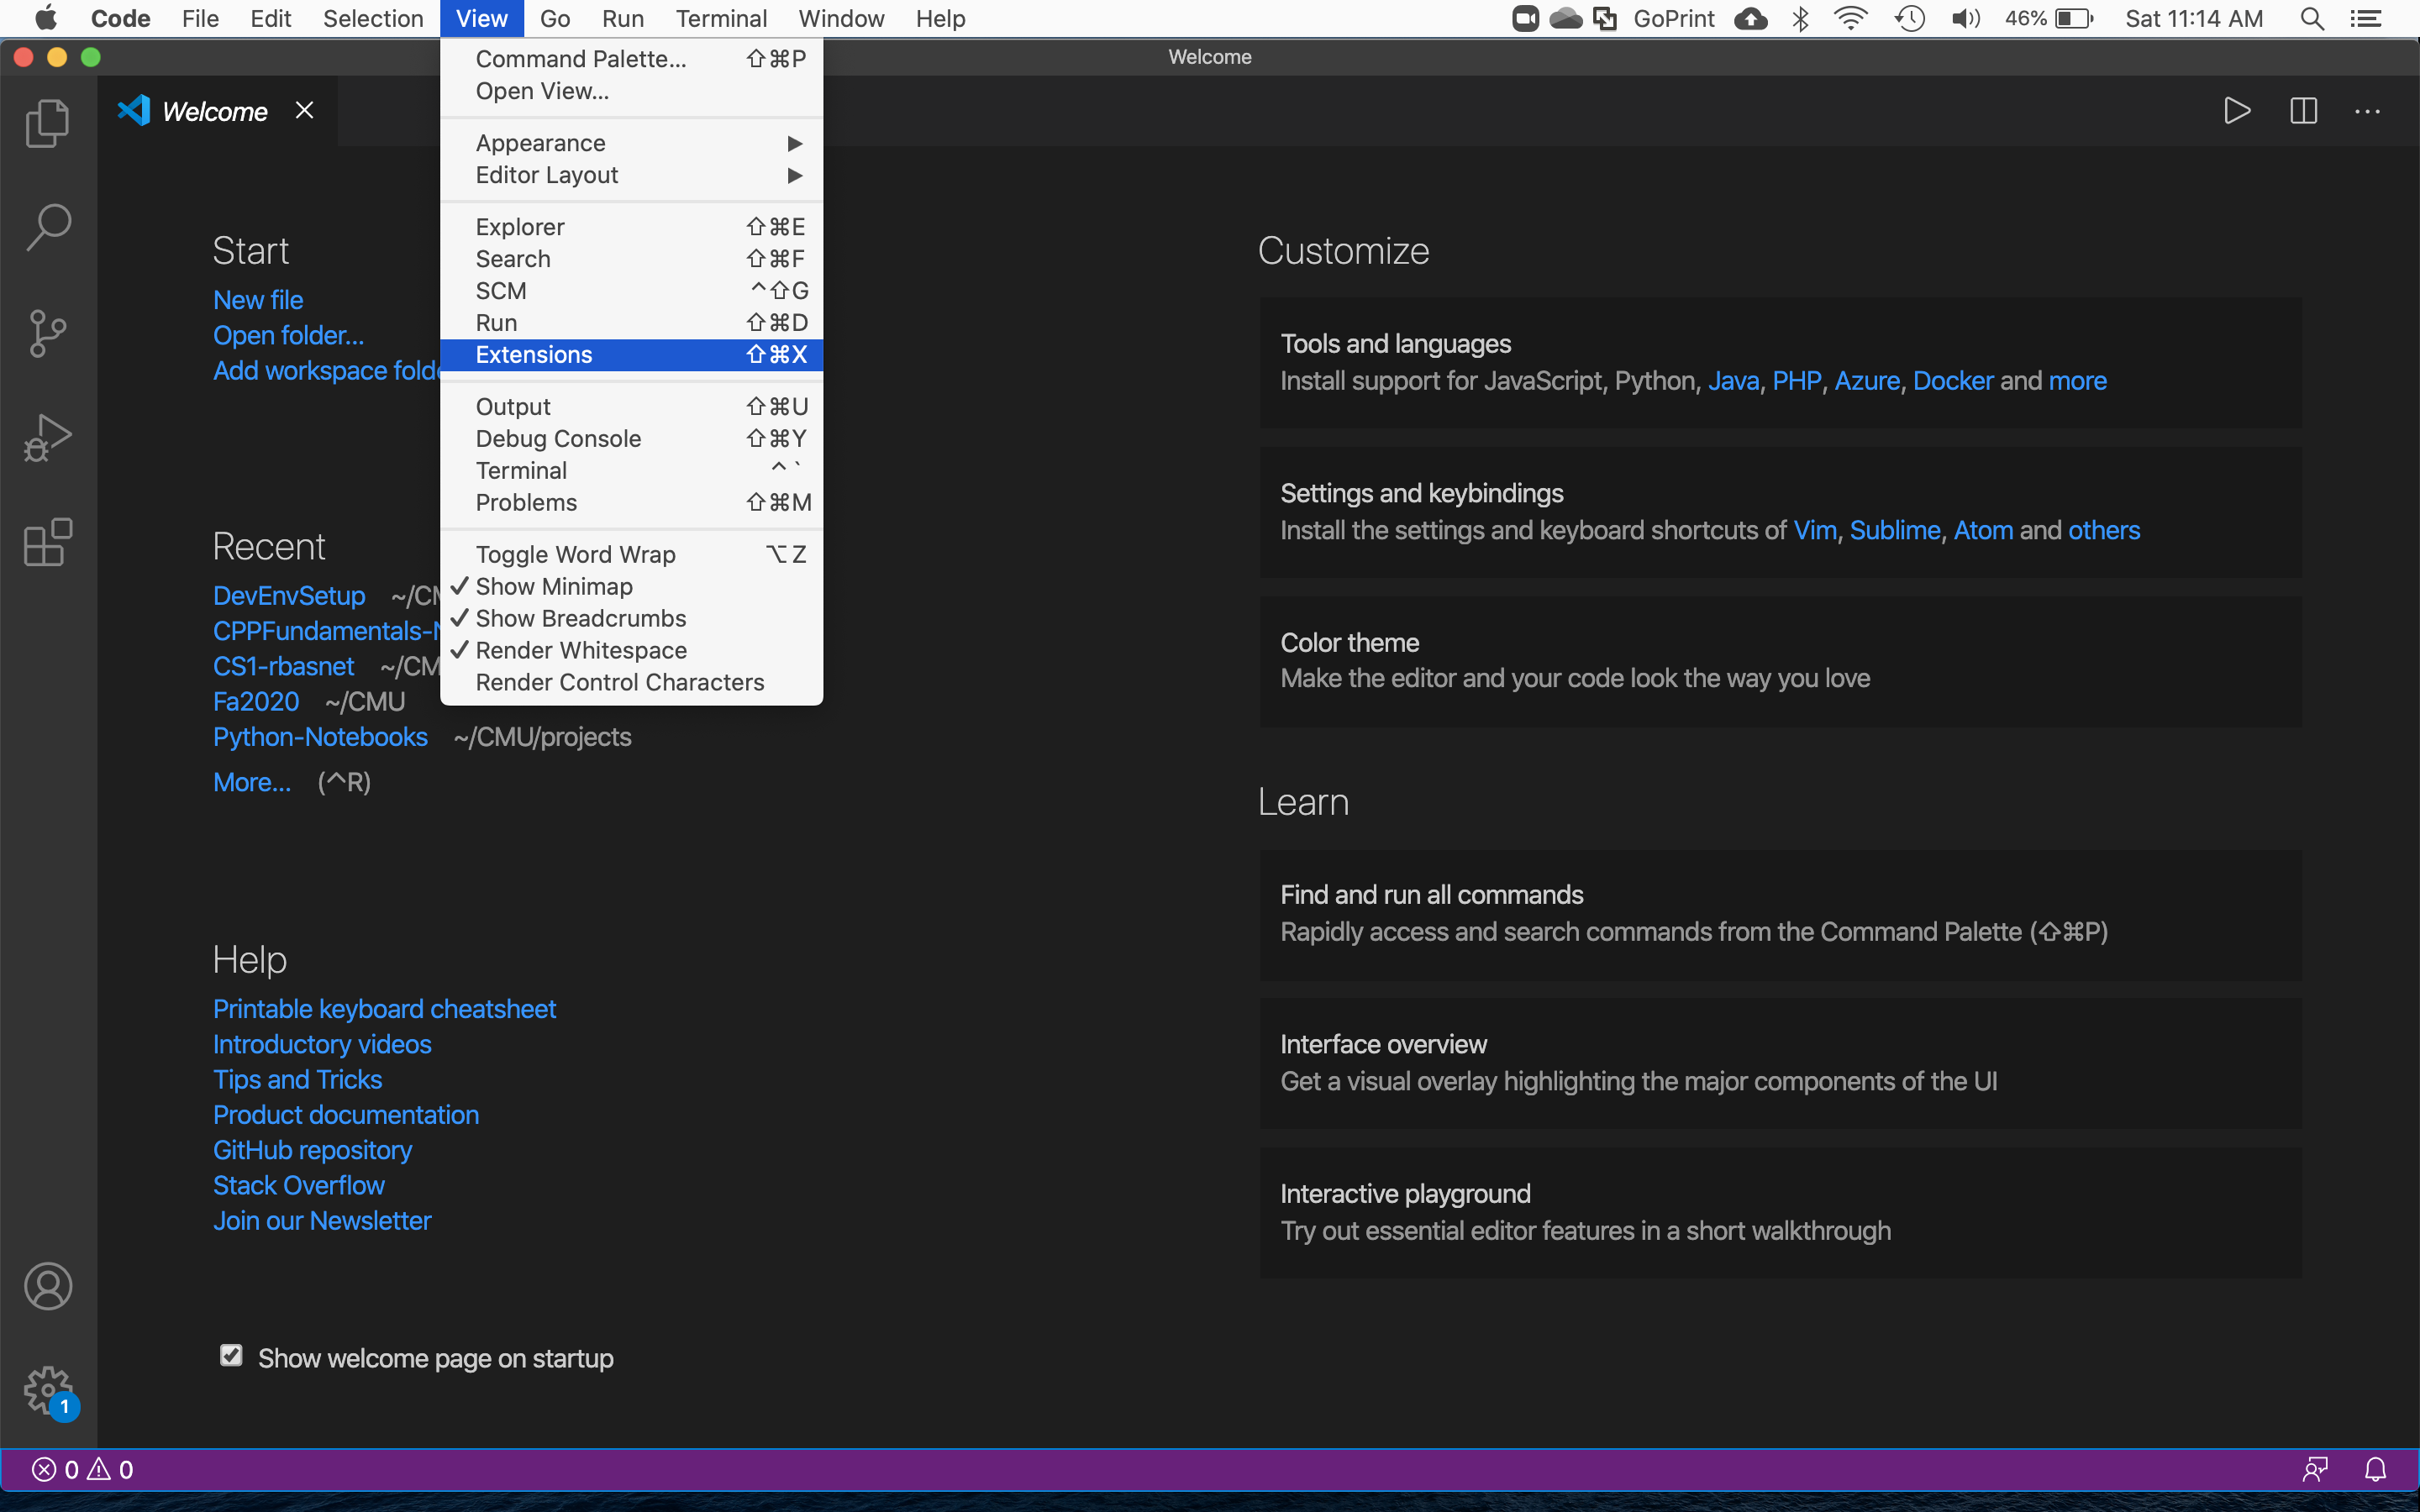 Code File Edit Selection View Go Run Terminal Window Help GoPrint 46% Sat 11:14 AM
Welcome
Welcome
Command Palette... ⇧⌘P
Open View...
Appearance ▶
Editor Layout ▶
Explorer ⇧⌘E
Search ⇧⌘F
SCM ^⇧G
Run ⇧⌘D
Extensions ⇧⌘X
Output ⇧⌘U
Debug Console ⇧⌘Y
Terminal ^`
Problems ⇧⌘M
Toggle Word Wrap ⌥Z
✓ Show Minimap
✓ Show Breadcrumbs
✓ Render Whitespace
Render Control Characters
Start
New file
Open folder...
Add workspace
Recent
DevEnvSetup
CPPFundamentals-
CS1-rbasnet
Fa2020 ~/CMU
Python-Notebooks ~/CMU/projects
More... (^R)
Help
Printable keyboard cheatsheet
Introductory videos
Tips and Tricks
Product documentation
GitHub repository
Stack Overflow
Join our Newsletter
Show welcome page on startup
Customize
Tools and languages
Install support for JavaScript, Python, Java, PHP, Azure, Docker and more
Settings and keybindings
Install the settings and keyboard shortcuts of Vim, Sublime, Atom and others
Color theme
Make the editor and your code look the way you love
Learn
Find and run all commands
Rapidly access and search commands from the Command Palette (⇧⌘P)
Interface overview
Get a visual overlay highlighting the major components of the UI
Interactive playground
Try out essential editor features in a short walkthrough
1
0 0